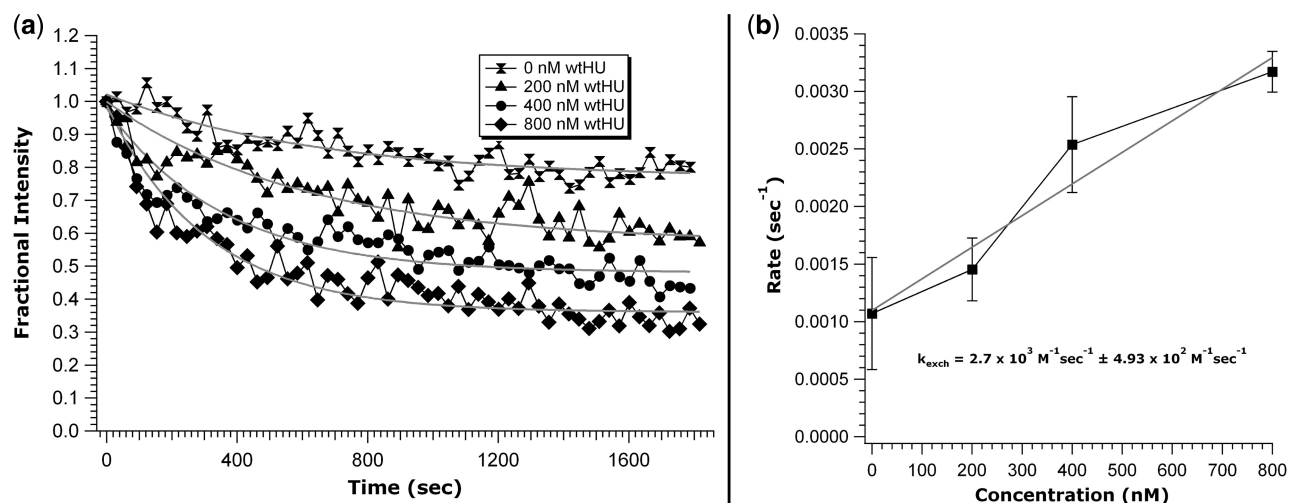 (a)
1.2
1.1
1.0
0.9
0.8
0.7
0.6
0.5
0.4
0.3
0.2
0.1
0.0
Fractional Intensity
0 nM wtHU
200 nM wtHU
400 nM wtHU
800 nM wtHU
0 400 800 1200 1600
Time (sec)
(b)
0.0035
0.0030
0.0025
0.0020
0.0015
0.0010
0.0005
0.0000
Rate (sec⁻¹)
k_exch = 2.7 x 10³ M⁻¹sec⁻¹ ± 4.93 x 10² M⁻¹sec⁻¹
0 100 200 300 400 500 600 700 800
Concentration (nM)